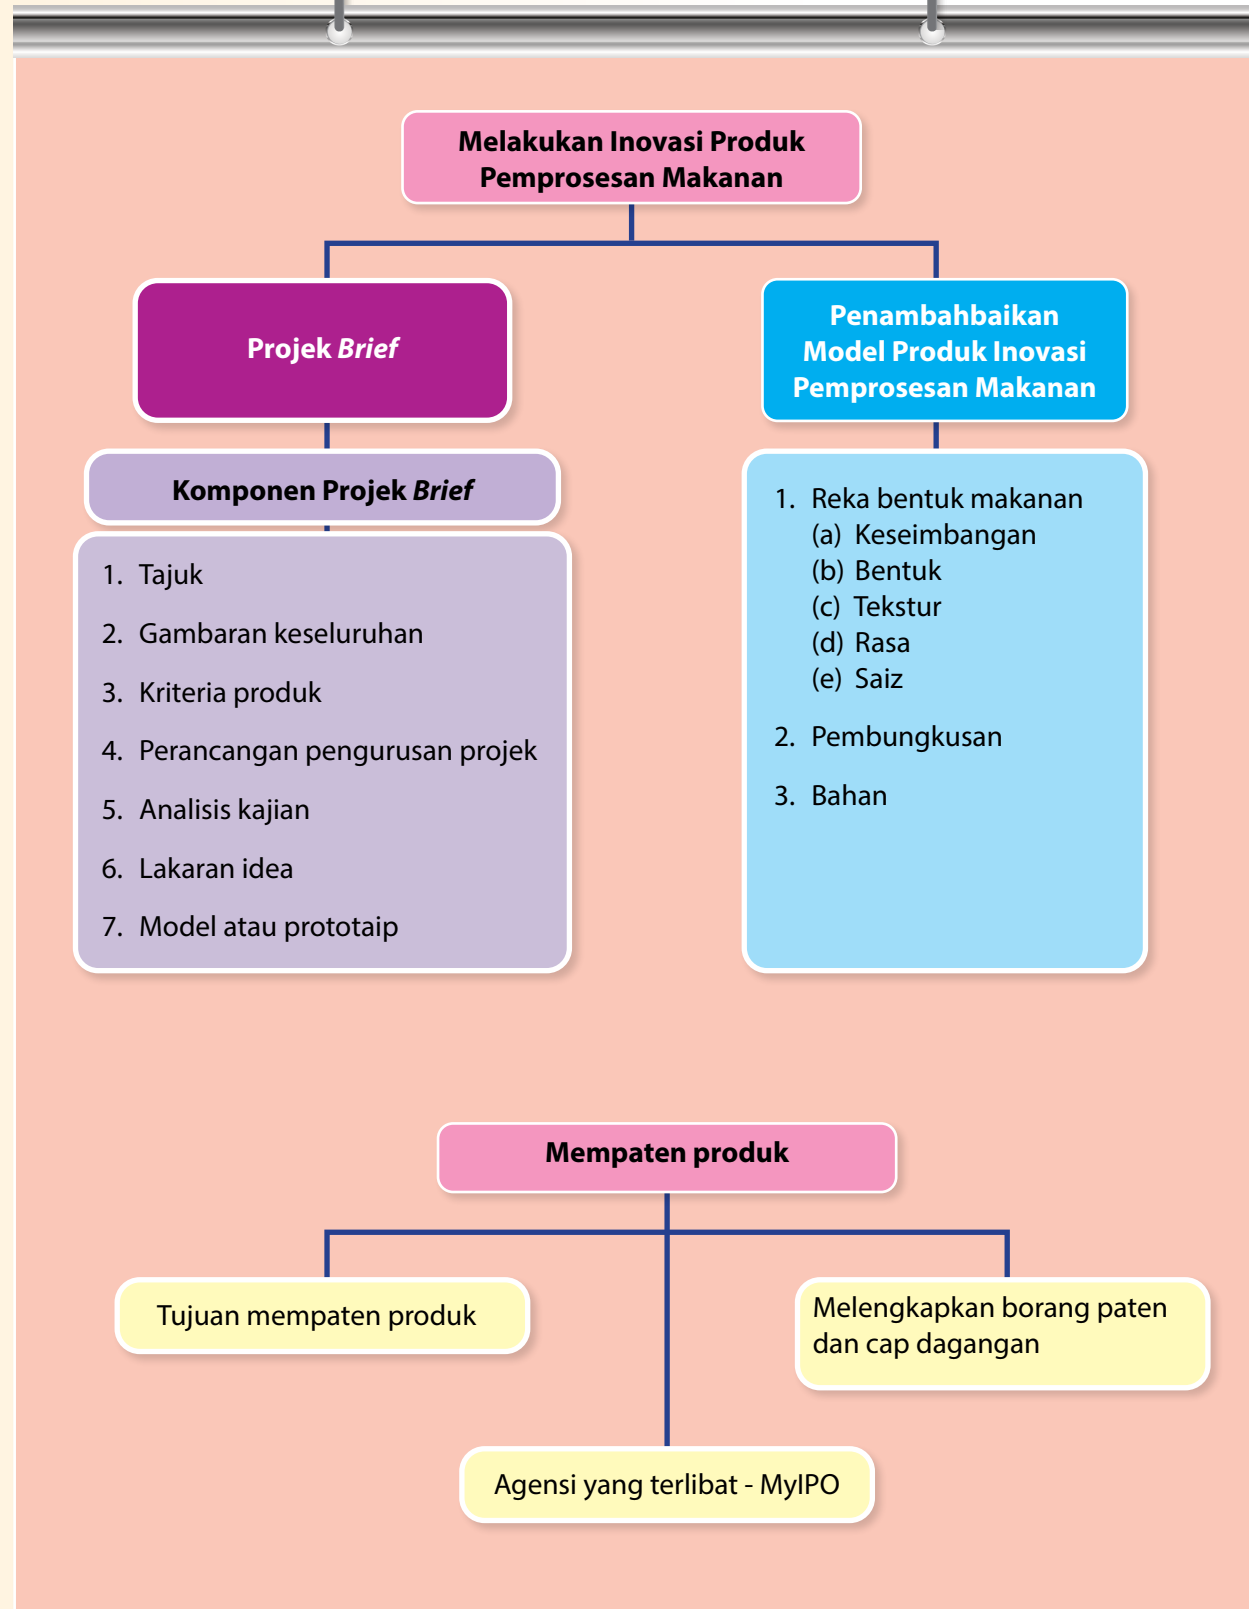 Melakukan Inovasi Produk
Pemprosesan Makanan
Projek Brief
Komponen Projek Brief
1. Tajuk
2. Gambaran keseluruhan
3. Kriteria produk
4. Perancangan pengurusan projek
5. Analisis kajian
6. Lakaran idea
7. Model atau prototaip
Penambahbaikan
Model Produk Inovasi
Pemprosesan Makanan
1. Reka bentuk makanan
(a) Keseimbangan
(b) Bentuk
(c) Tekstur
(d) Rasa
(e) Saiz
2. Pembungkusan
3. Bahan
Mempaten produk
Tujuan mempaten produk
Agensi yang terlibat - MyIPO
Melengkapkan borang paten
dan cap dagangan